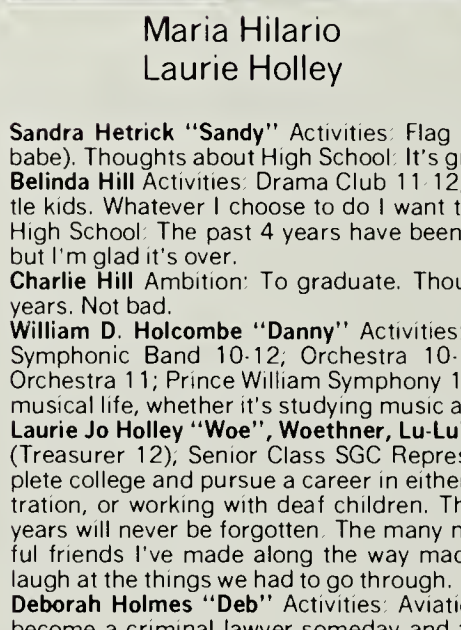 Maria Hilario
Laurie Holley
Sandra Hetrick "Sandy" Activities: Flag
babe). Thoughts about High School: It's
Belinda Hill Activities: Drama Club 11-12
tle kids. Whatever I choose to do I want
High School: The past 4 years have been
but I'm glad it's over.
Charlie Hill Ambition: To graduate.
years. Not bad.
William D. Holcombe "Danny" Activities
Symphonic Band 10-12; Orchestra 10-
Orchestra 11; Prince William Symphony 1
musical life, whether it's studying music a
Laurie Jo Holley "Woe", Woethner, Lu-Lu
(Treasurer 12); Senior Class SGC Repres
plete college and pursue a career in eithe
tration, or working with deaf children. Th
years will never be forgotten. The many
ful friends I've made along the way mad
laugh at the things we had to go through.
Deborah Holmes "Deb" Activities: Aviati
become a criminal lawyer someday and